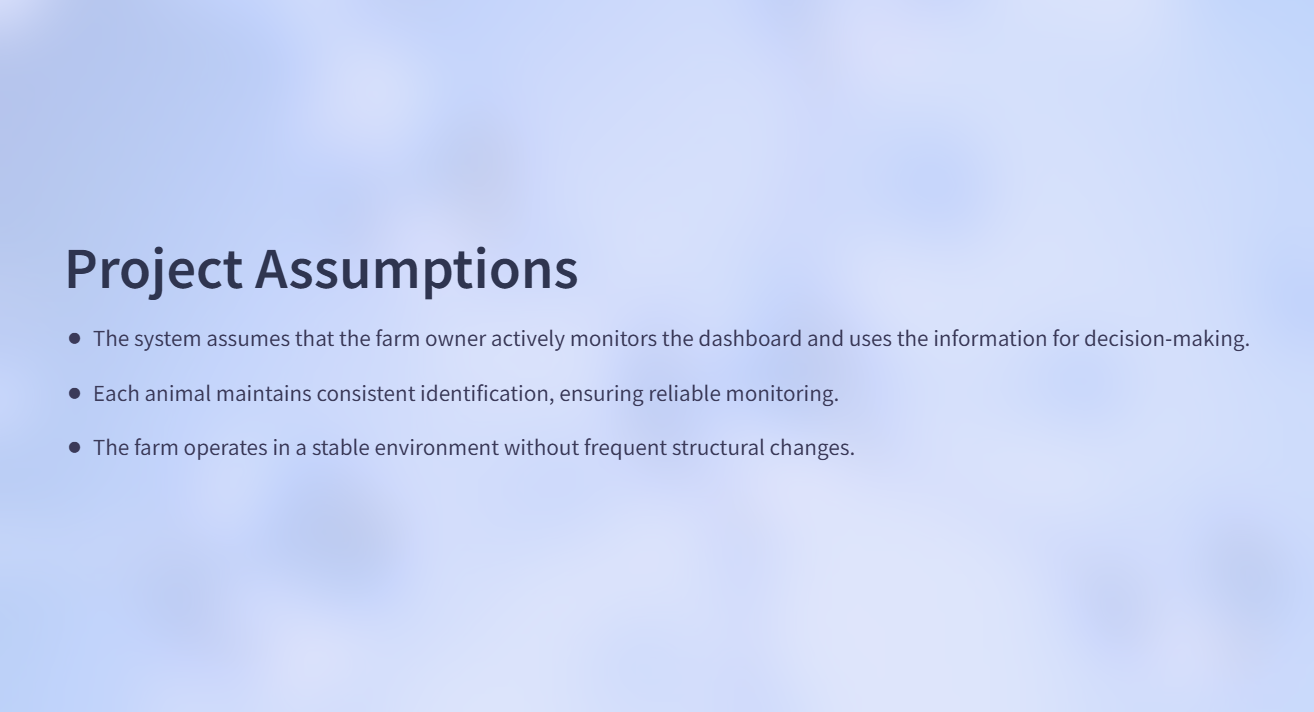 Project Assumptions
● The system assumes that the farm owner actively monitors the dashboard and uses the information for decision-making.
● Each animal maintains consistent identification, ensuring reliable monitoring.
● The farm operates in a stable environment without frequent structural changes.